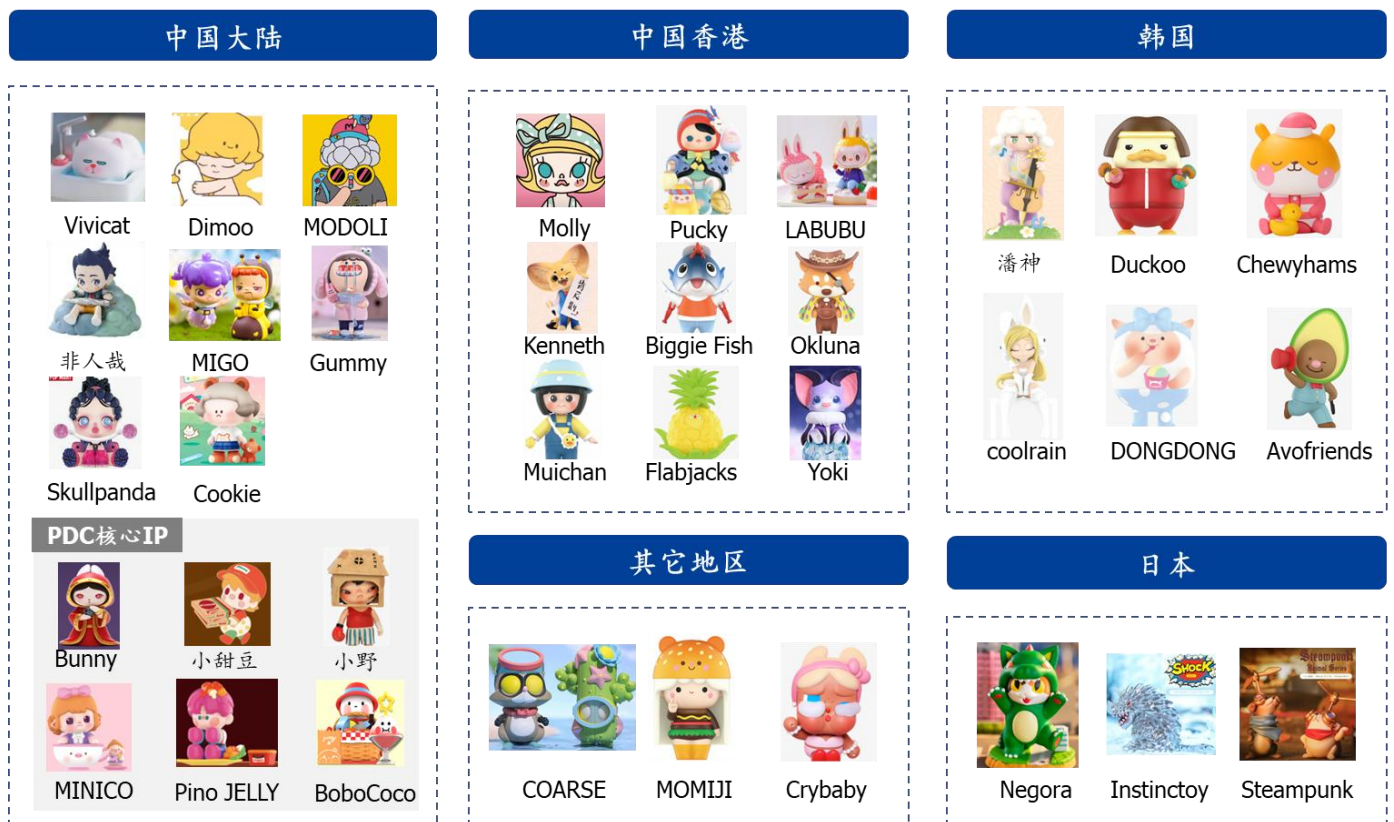 中国大陆
Vivicat
Dimoo
MODOLI
非人哉
MIGO
Gummy
Skullpanda
Cookie
PDC核心IP
Bunny
小甜豆
小野
MINICO
Pino JELLY
BoboCoco
中国香港
Molly
Pucky
LABUBU
Kenneth
Biggie Fish
Okluna
Muichan
Flabjacks
Yoki
韩国
潘神
Duckoo
Chewyhams
coolrain
DONGDONG
Avofriends
其它地区
COARSE
MOMIJI
Crybaby
日本
SHOCK
Steampunk
Animal Series
Negora
Instinctoy
Steampunk